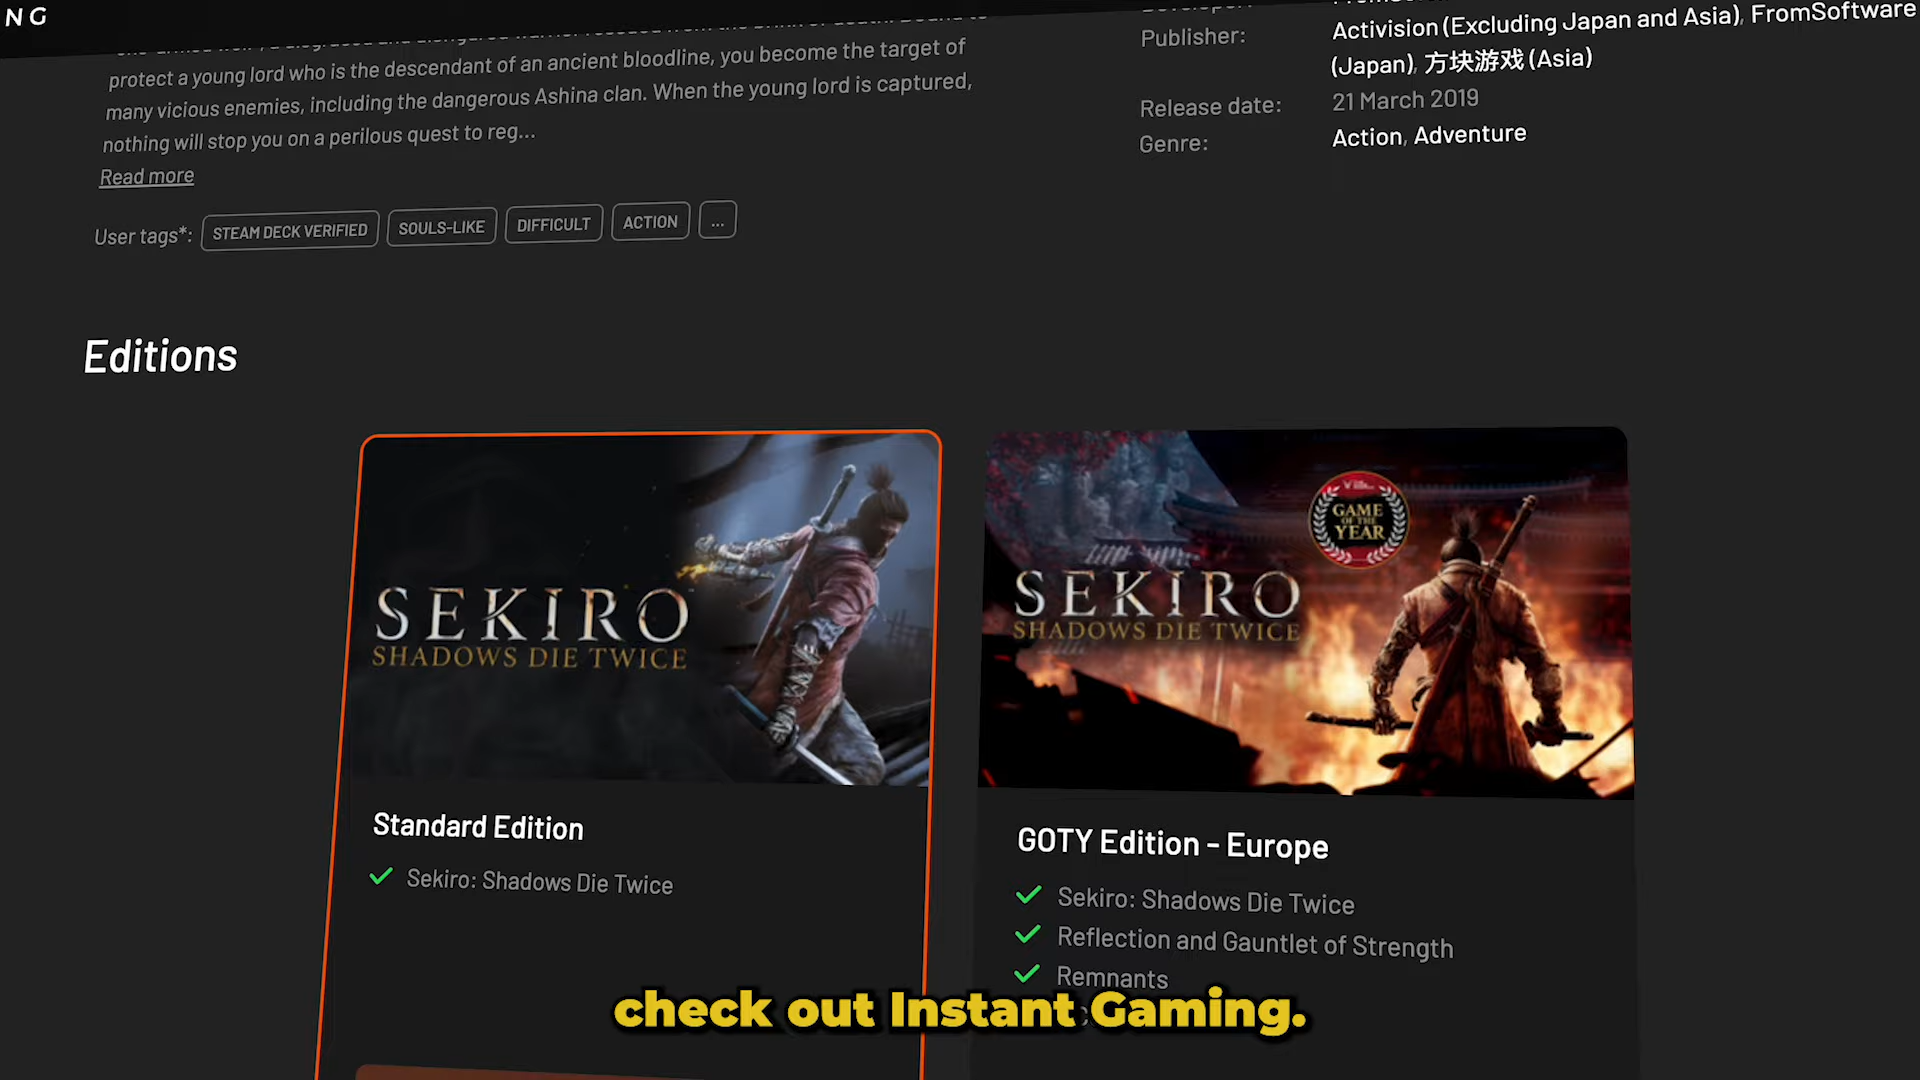 NG
protect a young lord who is the descendant of an ancient bloodline, you become the target of
many vicious enemies, including the dangerous Ashina clan. When the young lord is captured,
nothing will stop you on a perilous quest to reg...
Read more
User tags*: STEAM DECK VERIFIED SOULS-LIKE DIFFICULT ACTION ...
Publisher: Activision (Excluding Japan and Asia), FromSoftware
(Japan), 方块游戏 (Asia)
Release date: 21 March 2019
Genre: Action, Adventure
Editions
SEKIRO
SHADOWS DIE TWICE
GAME
OF THE
YEAR
SEKIRO
SHADOWS DIE TWICE
Standard Edition
Sekiro: Shadows Die Twice
GOTY Edition - Europe
Sekiro: Shadows Die Twice
Reflection and Gauntlet of Strength
Remnants
check out Instant Gaming.